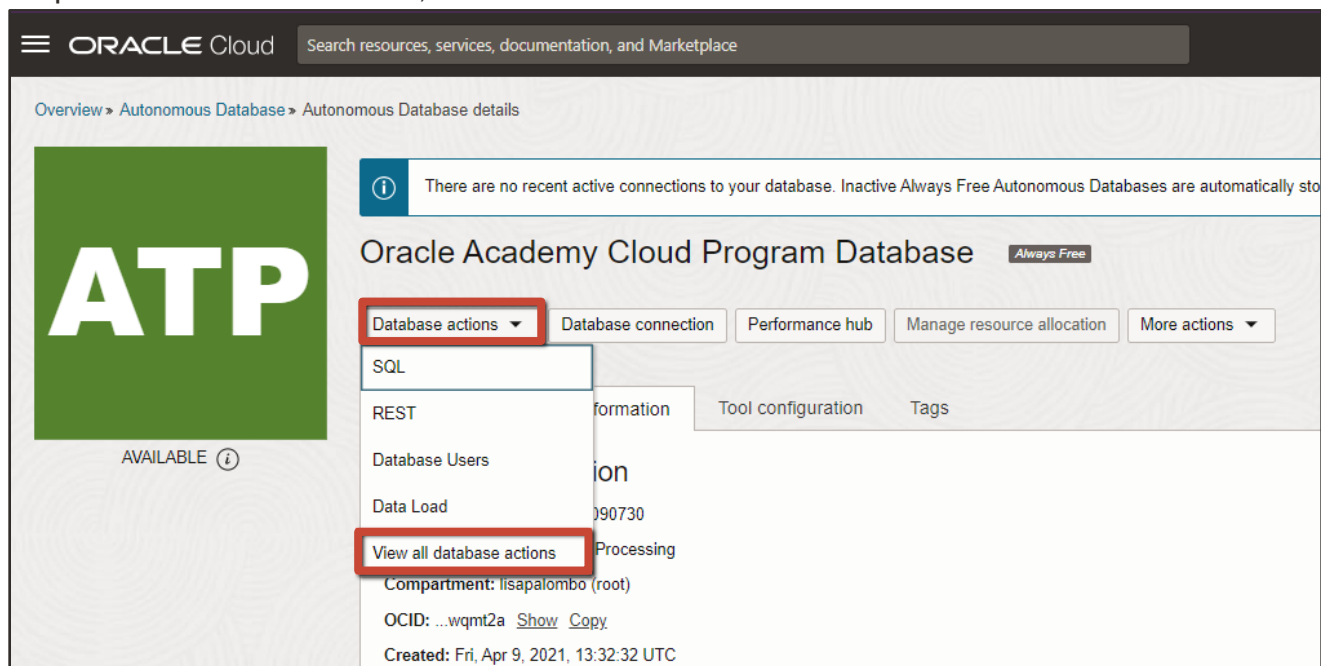 ORACLE Cloud
Search resources, services, documentation, and Marketplace
Overview » Autonomous Database » Autonomous Database details
ATP
AVAILABLE
There are no recent active connections to your database. Inactive Always Free Autonomous Databases are automatically sto
Oracle Academy Cloud Program Database Always Free
Database actions Database connection Performance hub Manage resource allocation More actions
SQL
REST
formation Tool configuration Tags
Database Users
ion
Data Load
090730
View all database actions
Processing
Compartment: lisapalombo (root)
OCID: ...wqmt2a Show Copy
Created: Fri, Apr 9, 2021, 13:32:32 UTC